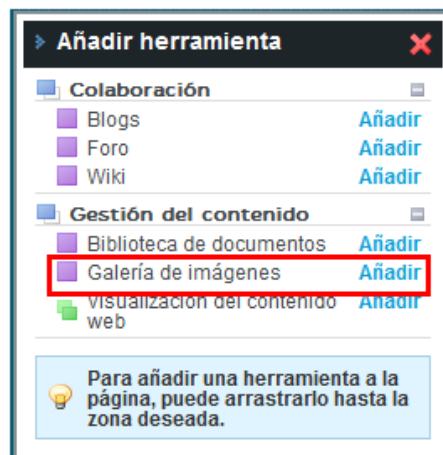 Añadir herramienta
Colaboración
Blogs Añadir
Foro Añadir
Wiki Añadir
Gestión del contenido
Biblioteca de documentos Añadir
Galería de imágenes Añadir
Visualización del contenido Añadir
web
Para añadir una herramienta a la
página, puede arrastrarlo hasta la
zona deseada.